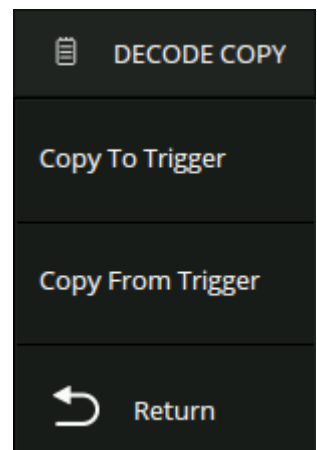 DECODE COPY
Copy To Trigger
Copy From Trigger
Return